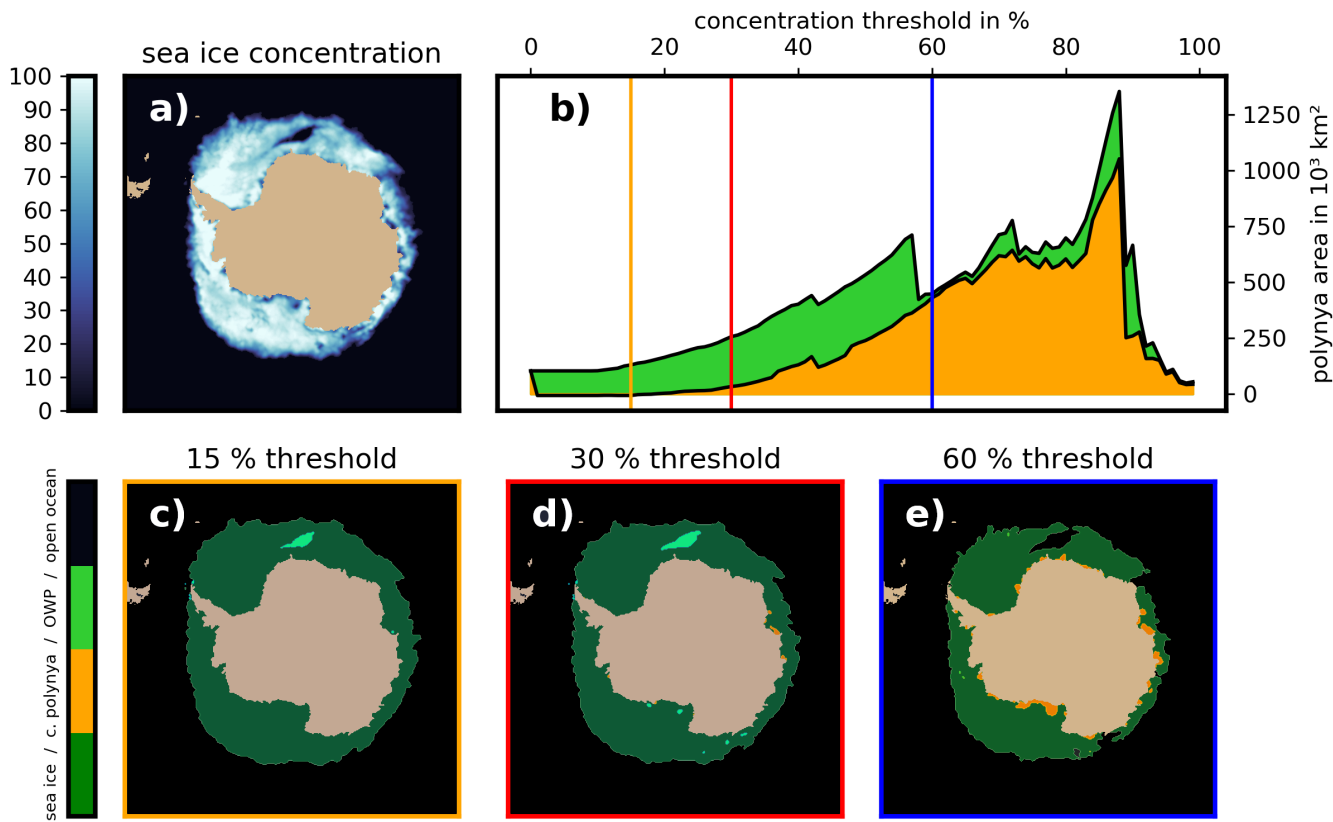 concentration threshold in %
0 20 40 60 80 100
sea ice concentration
a)
100
90
80
70
60
50
40
30
20
10
0
b)
1250
1000
750
500
250
0
polynya area in 10³ km²
15 % threshold
30 % threshold
60 % threshold
c)
d)
e)
sea ice / c. polynya / OWP / open ocean